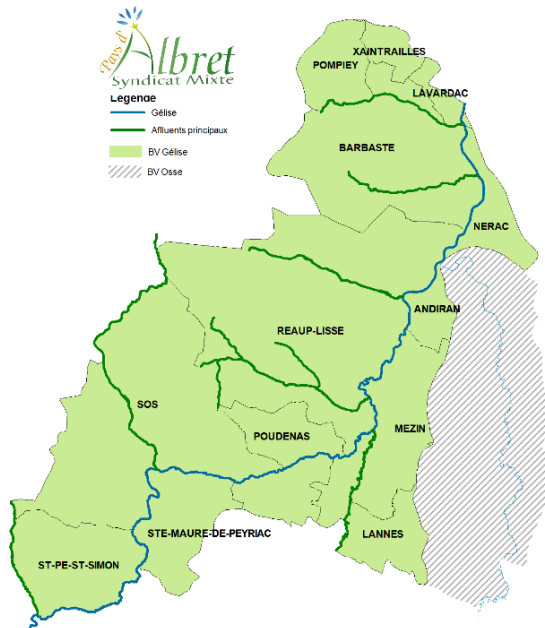 'Pays d'
Albret
Syndicat Mixte
Légende
Gélise
Affluents principaux
BV Gélise
BV Osse
XAINTRAILLES
POMPIEY
LAVARDAC
BARBASTE
NERAC
ANDIRAN
REAUP-LISSE
SOS
MEZIN
POUDENAS
STE-MAURE-DE-PEYRIAC
LANNES
ST-PE-ST-SIMON